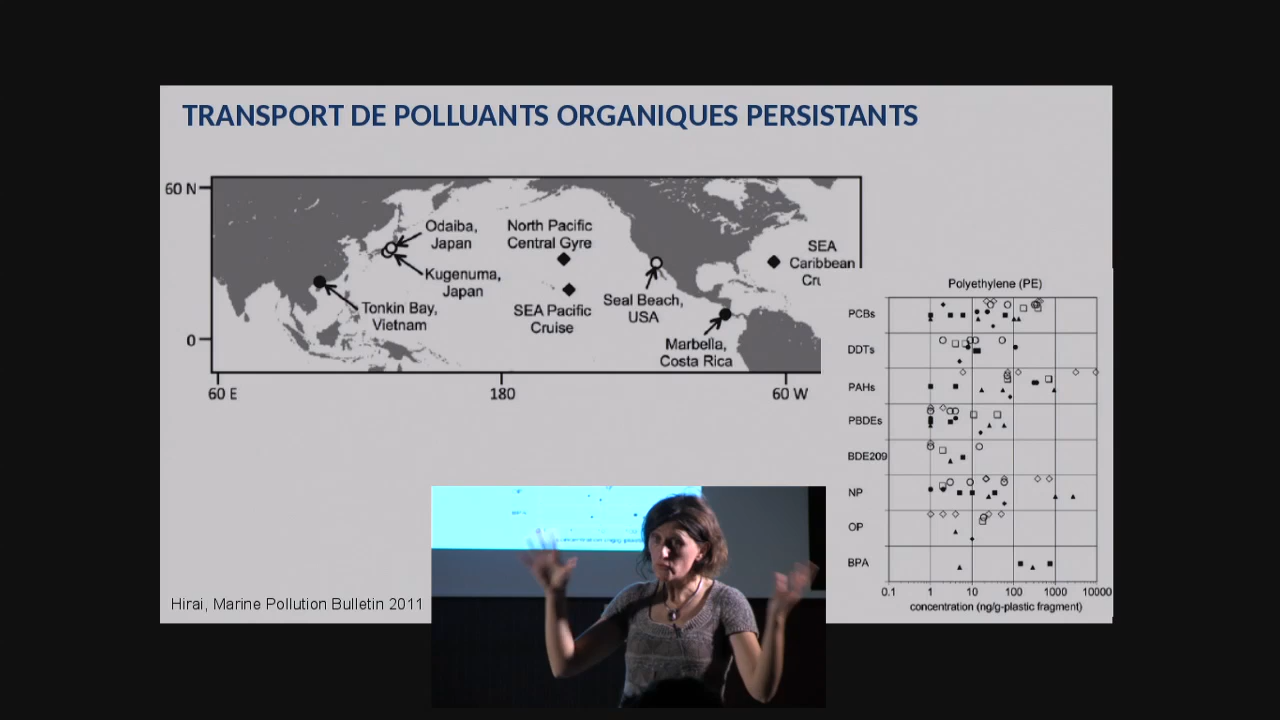 TRANSPORT DE POLLUANTS ORGANIQUES PERSISTANTS
60 N
0
60 E
180
60 W
Odaiba,
Japan
Kugenuma,
Japan
Tonkin Bay,
Vietnam
North Pacific
Central Gyre
SEA Pacific
Cruise
Seal Beach,
USA
Marbella,
Costa Rica
SEA
Caribbean
Cru
Polyethylene (PE)
PCBs
DDTs
PAHs
PBDEs
BDE209
NP
OP
BPA
0.1 1 10 100 1000 10000
concentration (ng/g-plastic fragment)
Hirai, Marine Pollution Bulletin 2011